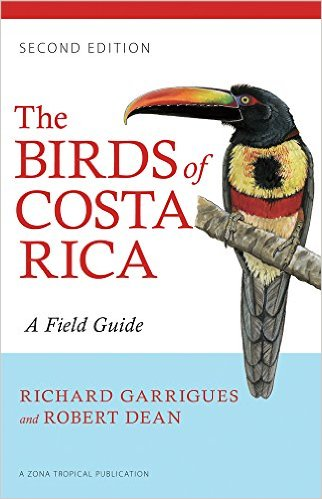 SECOND EDITION
The
BIRDS of
COSTA
RICA
A Field Guide
RICHARD GARRIGUES
and ROBERT DEAN
A ZONA TROPICAL PUBLICATION